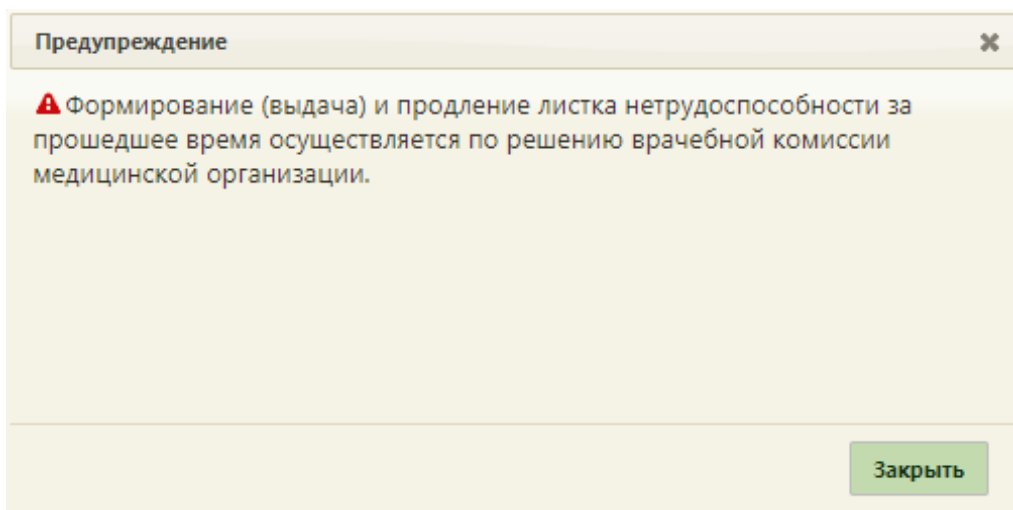 Предупреждение
Формирование (выдача) и продление листка нетрудоспособности за
прошедшее время осуществляется по решению врачебной комиссии
медицинской организации.
Закрыть